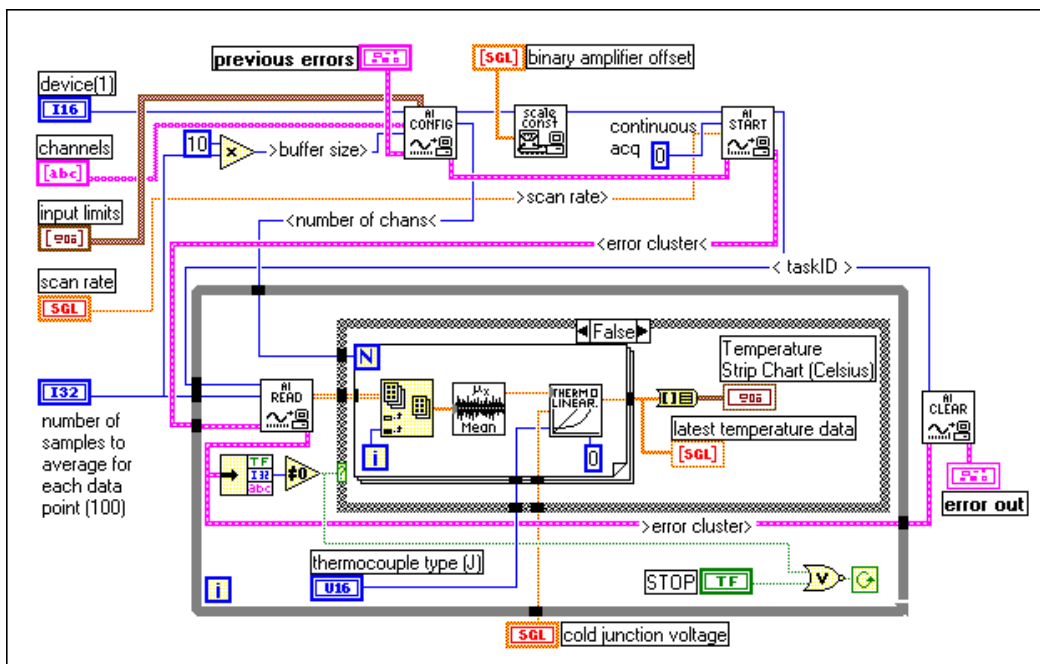 previous errors
[SGL] binary amplifier offset
device(1)
I16
AI CONFIG
scale const
AI START
continuous acq
0
channels
[abc]
10
x
>buffer size>
input limits
>scan rate>
<number of chans<
<error cluster<
scan rate
SGL
< taskID >
False
N
Temperature
Strip Chart (Celsius)
I32
AI READ
μx
Mean
THERMO
LINEAR.
AI CLEAR
number of
samples to
average for
each data
point (100)
i
0
latest temperature data
[SGL]
TF
I32
abc
≠0
?
>error cluster>
error out
thermocouple type (J)
U16
STOP
TF
V
i
SGL
cold junction voltage